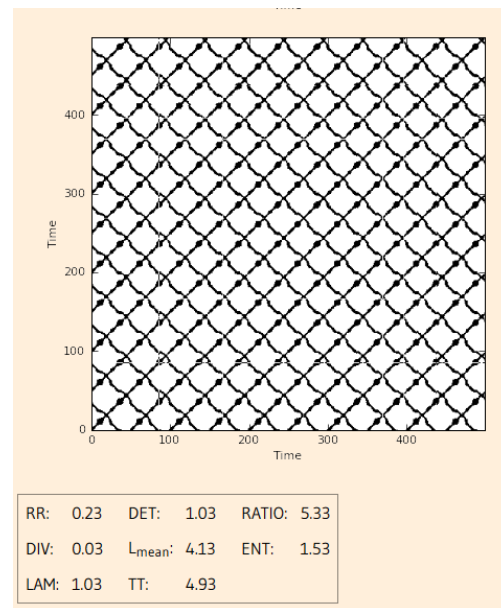 Time
400
300
200
100
0
0 100 200 300 400
Time
Time
RR: 0.23 DET: 1.03 RATIO: 5.33
DIV: 0.03 Lmean: 4.13 ENT: 1.53
LAM: 1.03 TT: 4.93